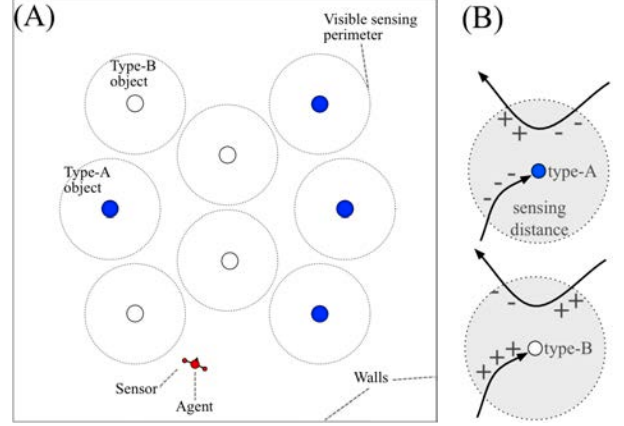 (A)
Visible sensing
perimeter
Type-B
object
Type-A
object
Sensor
Agent
Walls
(B)
+
+
-
-
-
-
-
type-A
sensing
distance
-
-
+
+
+
+
+
type-B